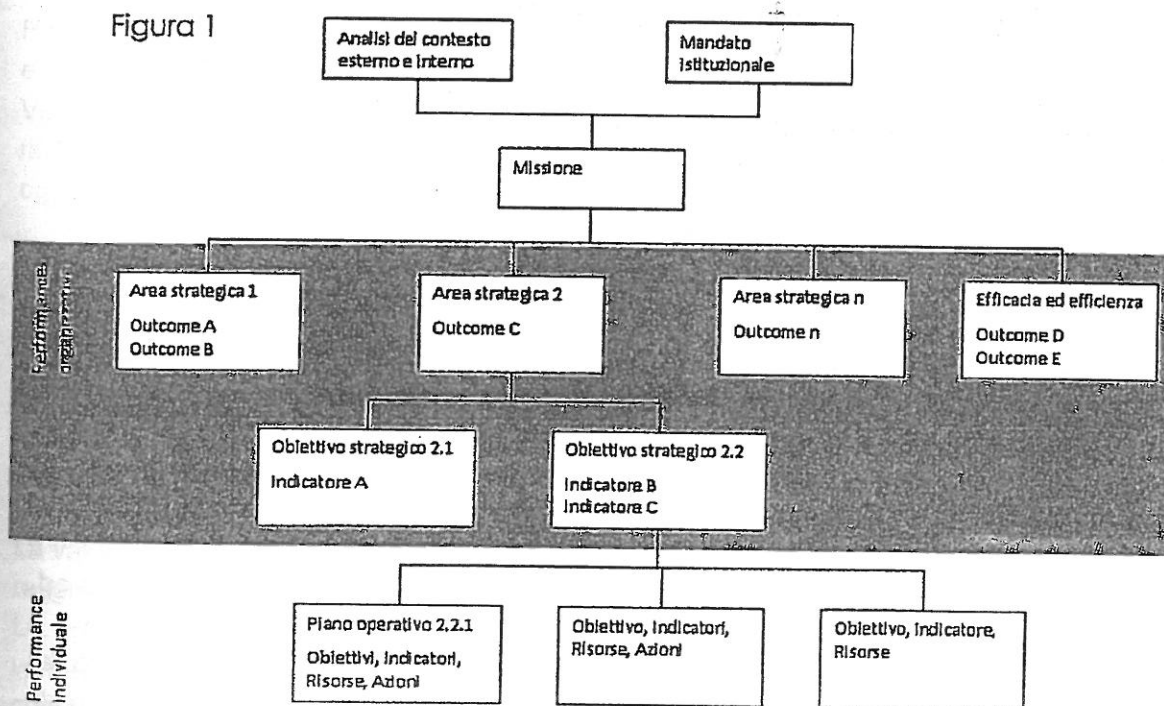 Figura 1
Analisi del contesto
esterno e interno
Mandato
istituzionale
Missione
Performance
organizzativa
Area strategica 1
Outcome A
Outcome B
Area strategica 2
Outcome C
Area strategica n
Outcome n
Efficacia ed efficienza
Outcome D
Outcome E
Obiettivo strategico 2.1
Indicatore A
Obiettivo strategico 2.2
Indicatore B
Indicatore C
Performance
individuale
Piano operativo 2.2.1
Obiettivi, indicatori,
Risorse, Azioni
Obiettivo, indicatori,
Risorse, Azioni
Obiettivo, indicatore,
Risorse